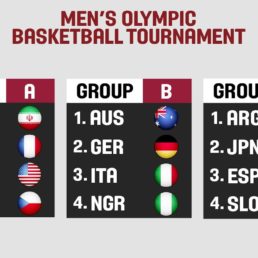 MEN'S OLYMPIC
BASKETBALL TOURNAMENT
A
GROUP B
1. AUS
2. GER
3. ITA
4. NGR
GROU
1. ARG
2. JPN
3. ESP
4. SLO